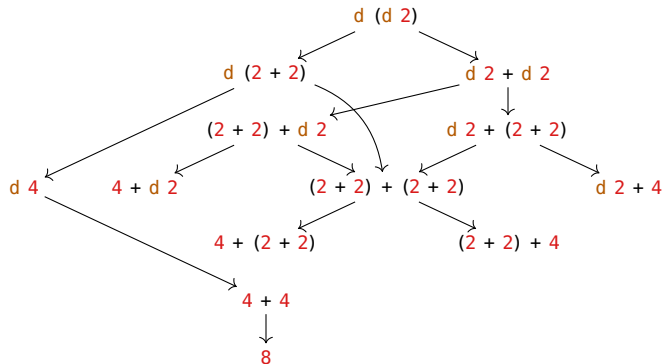 d (d 2)
d (2 + 2)
d 2 + d 2
(2 + 2) + d 2
d 2 + (2 + 2)
d 4
4 + d 2
(2 + 2) + (2 + 2)
d 2 + 4
4 + (2 + 2)
(2 + 2) + 4
4 + 4
8